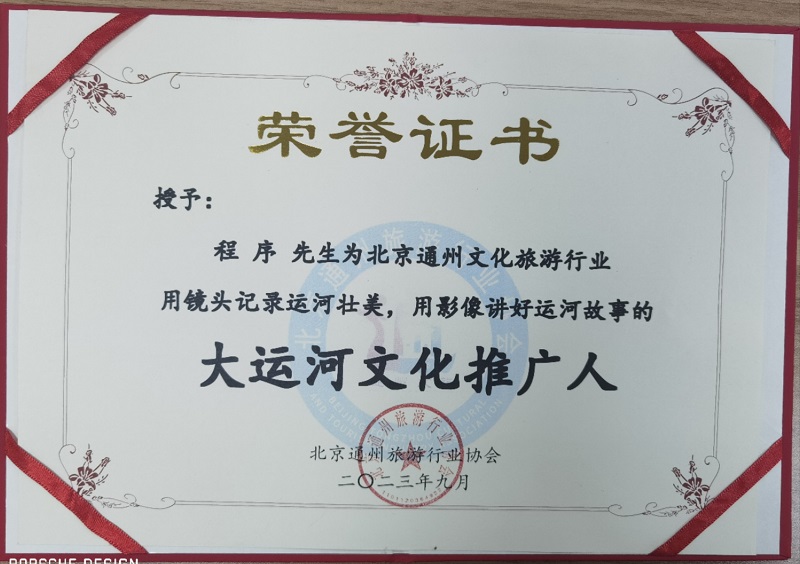 荣誉证书
授予：
程 序 先生为北京通州文化旅游行业
用镜头记录运河壮美，用影像讲好运河故事的
大运河文化推广人
北京通州旅游行业协会
二〇二三年九月
PORSCHE DESIGN